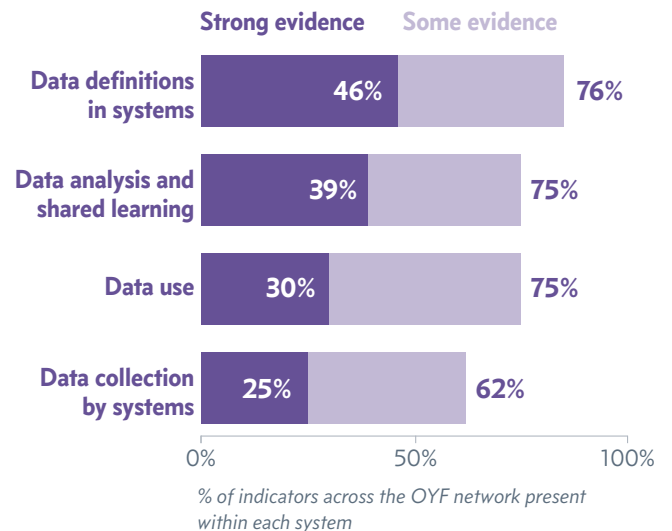 Strong evidence Some evidence
Data definitions
in systems
46% 76%
Data analysis and
shared learning
39% 75%
Data use 30% 75%
Data collection
by systems
25% 62%
0% 50% 100%
% of indicators across the OYF network present
within each system